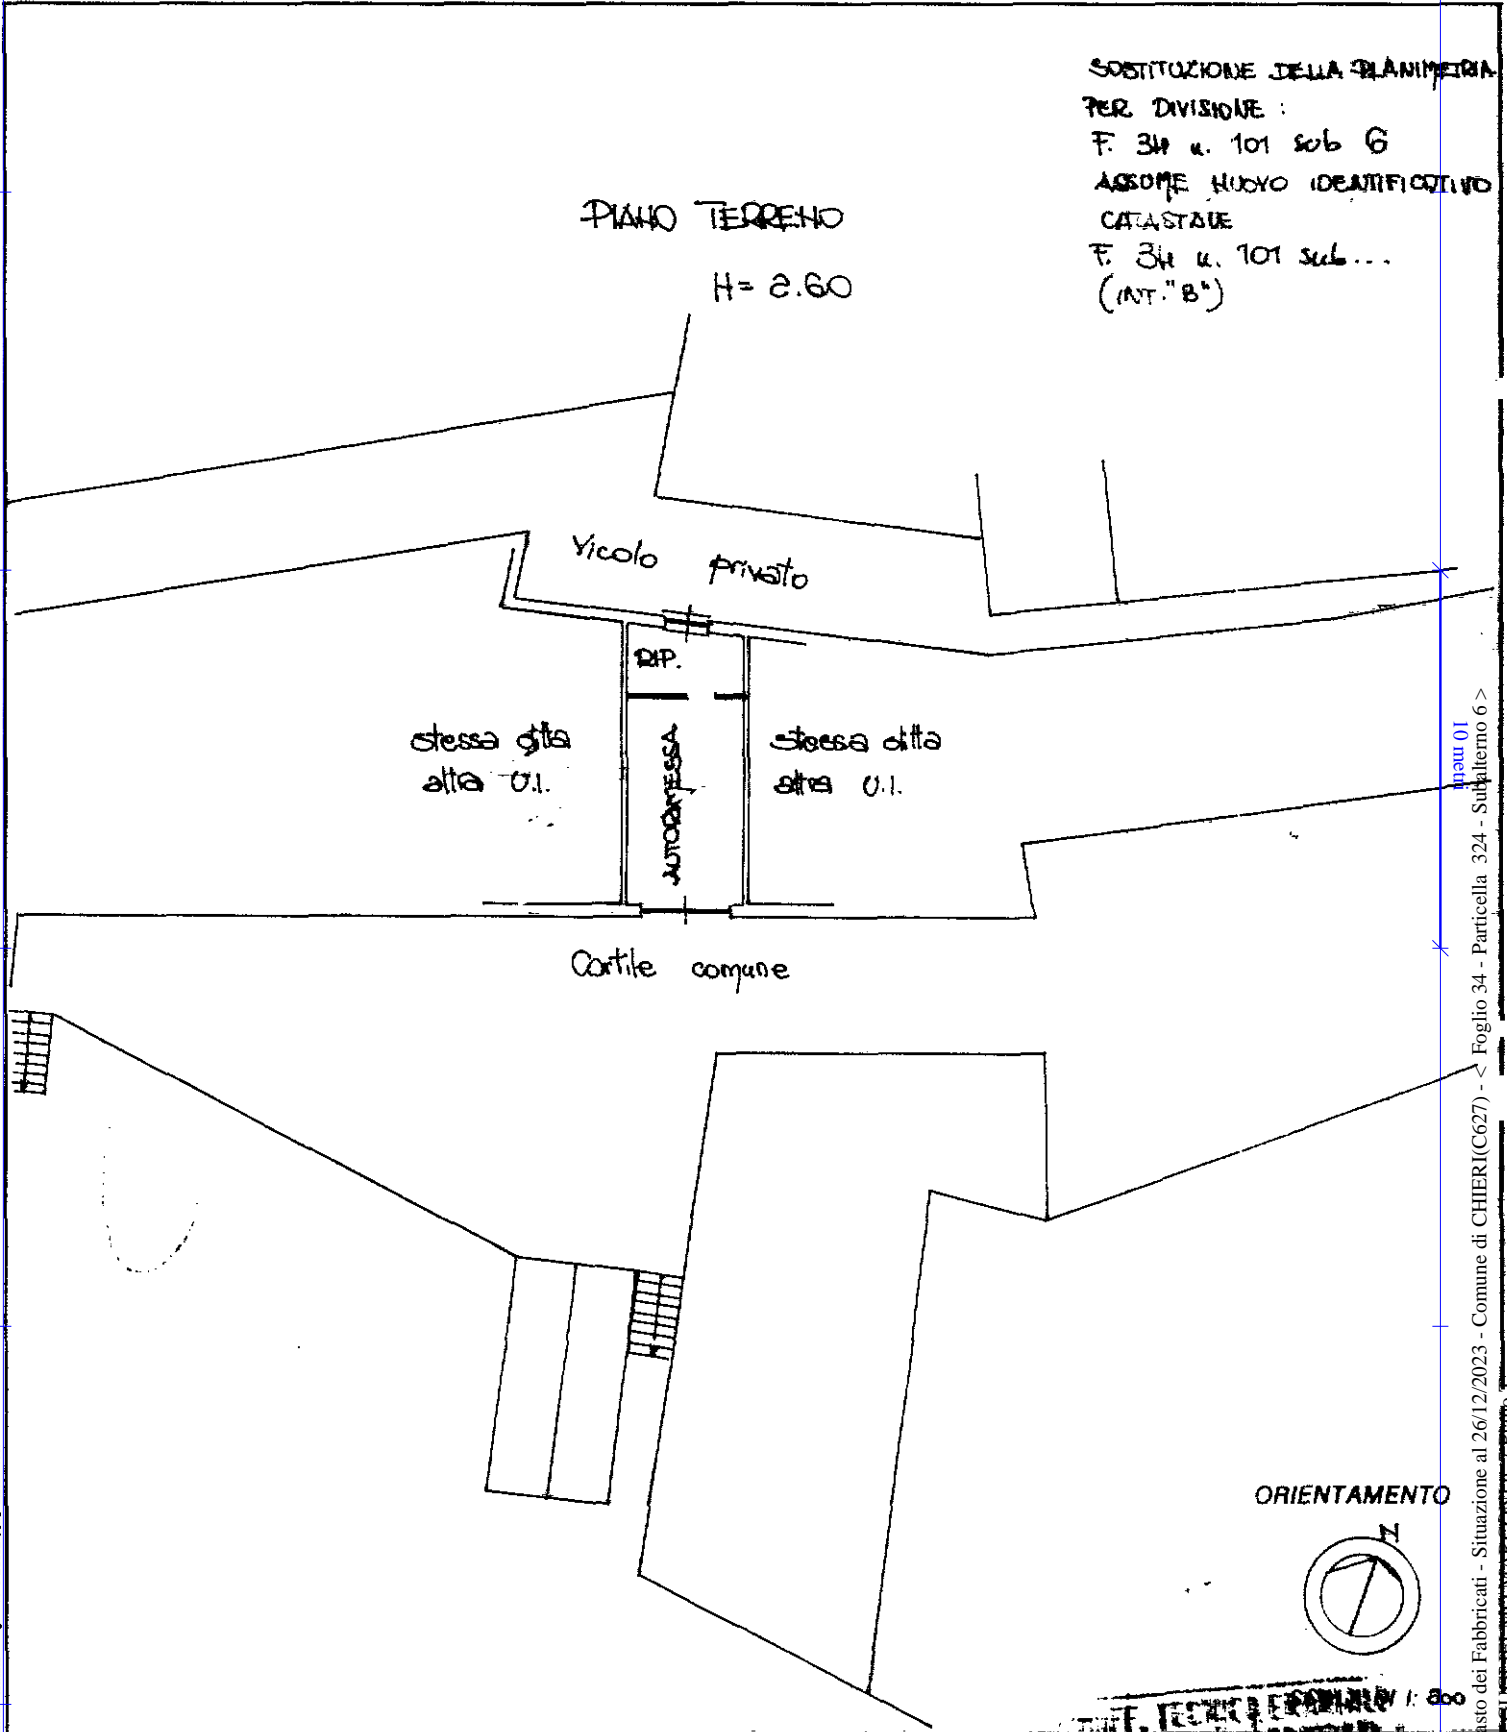 SOSTITUZIONE DELLA PLANIMETRIA
PER DIVISIONE :
F. 34 n. 101 sub 6
ASSUME NUOVO IDENTIFICATIVO
CATASTALE
F. 34 n. 101 sub...
(INT. "B")
PIANO TERRENO
H= 2.60
Vicolo privato
RIP.
stessa ditta
altra U.I.
AUTORIMESSA
stessa ditta
altra U.I.
Cortile comune
10 metri
asto dei Fabbricati - Situazione al 26/12/2023 - Comune di CHIERI(C627) - < Foglio 34 - Particella 324 - Subalterno 6 >
ORIENTAMENTO
N